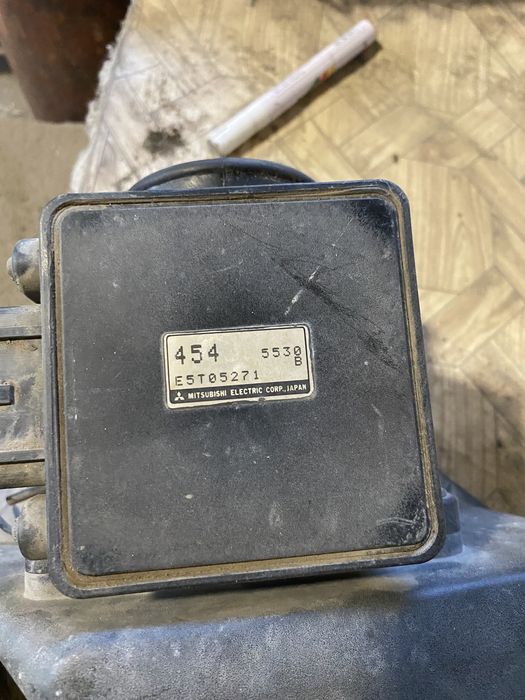 454 5530
B
E5T05271
MITSUBISHI ELECTRIC CORP.,JAPAN